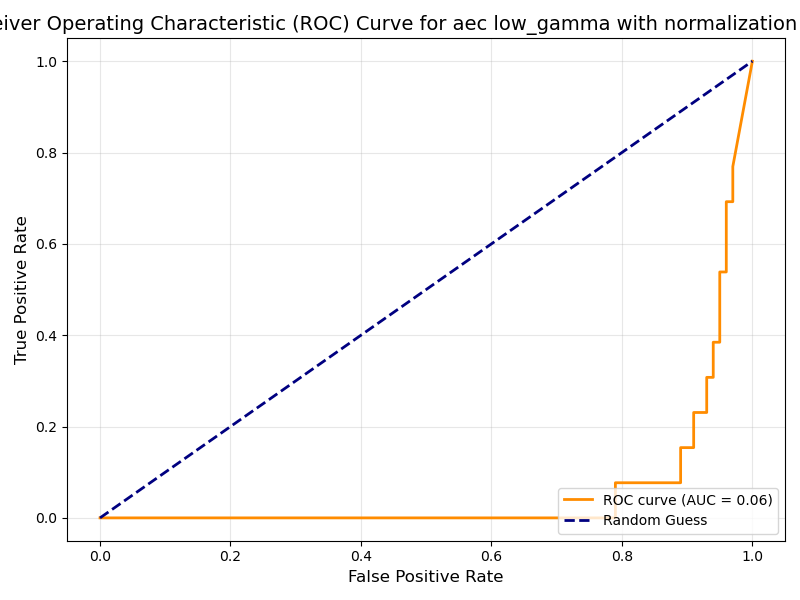 eiver Operating Characteristic (ROC) Curve for aec low_gamma with normalization
1.0
0.8
0.6
0.4
0.2
0.0
True Positive Rate
0.0 0.2 0.4 0.6 0.8 1.0
False Positive Rate
ROC curve (AUC = 0.06)
Random Guess